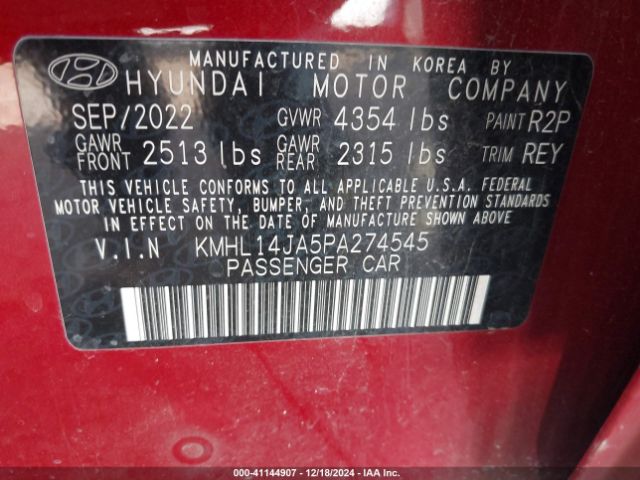 MANUFACTURED IN KOREA BY
HYUNDAI MOTOR COMPANY
SEP/2022 GVWR 4354 lbs PAINT R2P
GAWR FRONT 2513 lbs GAWR REAR 2315 lbs TRIM REY
THIS VEHICLE CONFORMS TO ALL APPLICABLE U.S.A. FEDERAL
MOTOR VEHICLE SAFETY, BUMPER, AND THEFT PREVENTION STANDARDS
IN EFFECT ON THE DATE OF MANUFACTURE SHOWN ABOVE
V.I.N KMHL14JA5PA274545
PASSENGER CAR
000-41144907 - 12/18/2024 - IAA Inc.